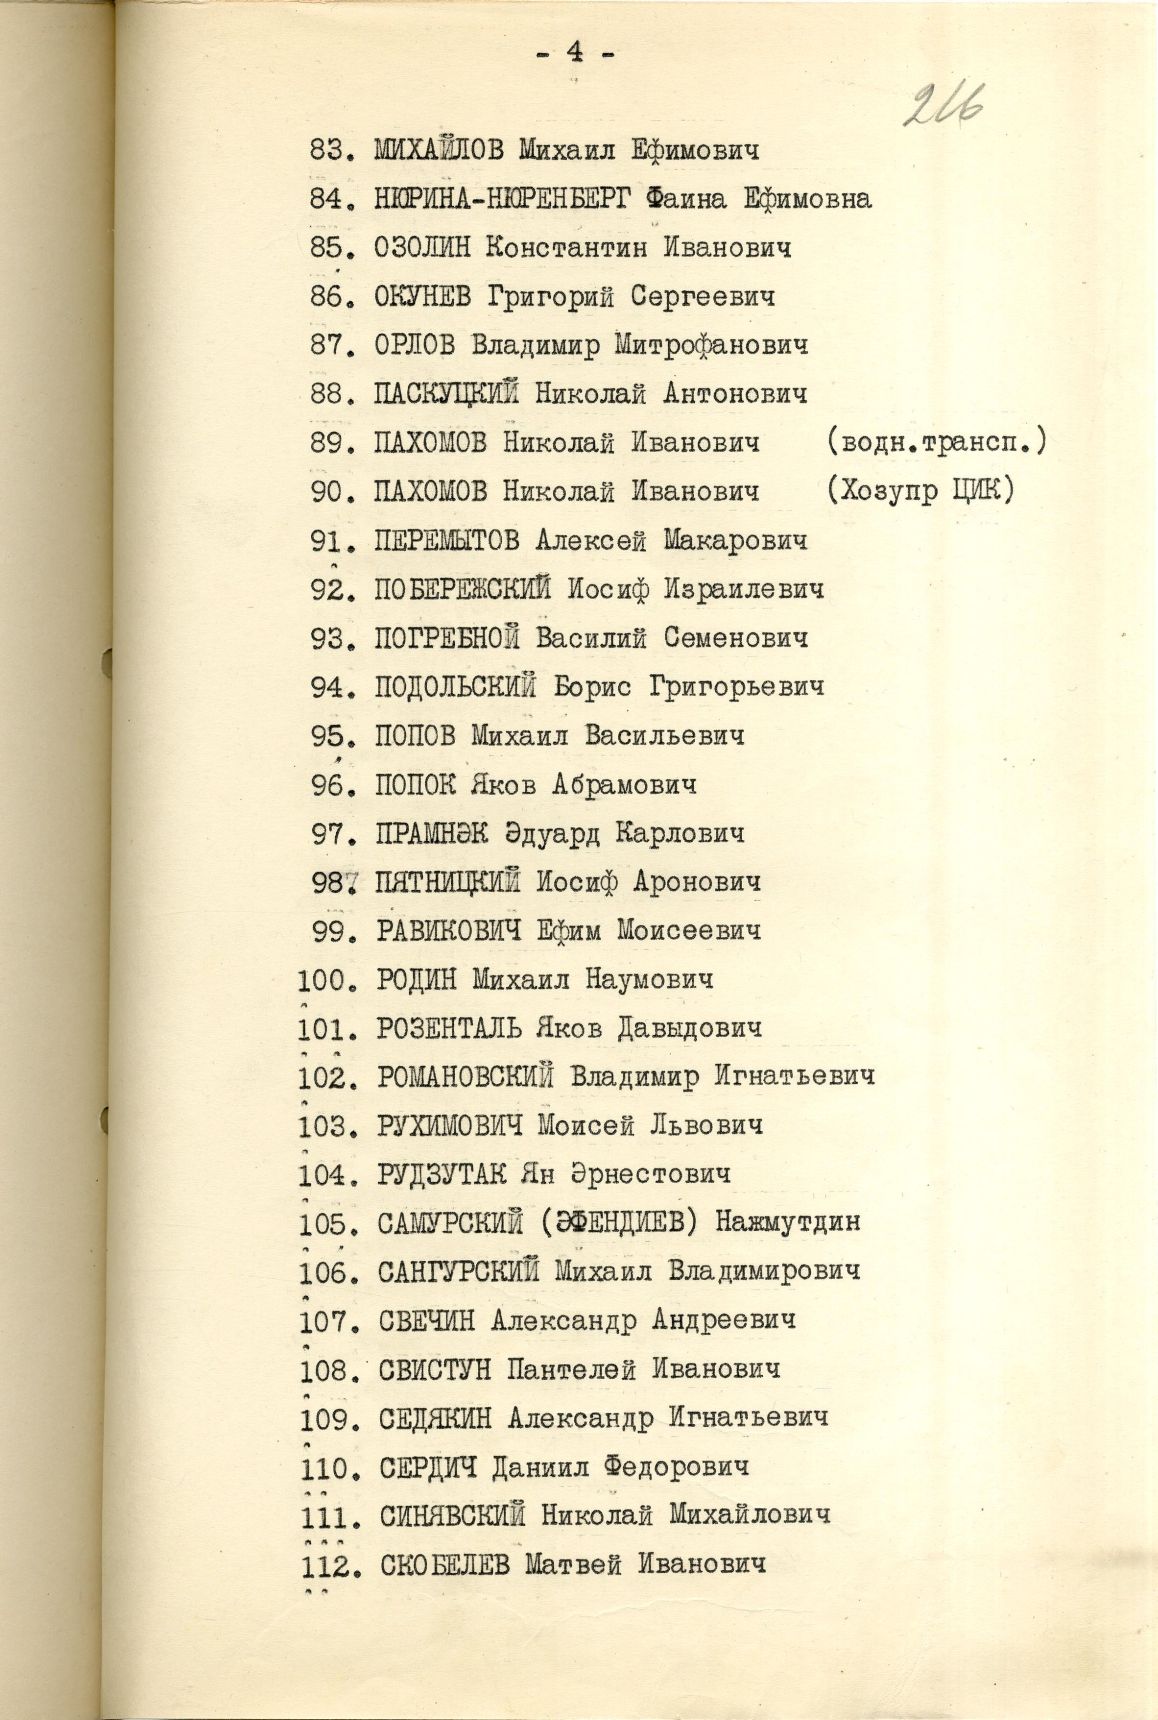 - 4 -
216
83. МИХАЙЛОВ Михаил Ефимович
84. НЮРИНА-НЮРЕНБЕРГ Фаина Ефимовна
85. ОЗОЛИН Константин Иванович
86. ОКУНЕВ Григорий Сергеевич
87. ОРЛОВ Владимир Митрофанович
88. ПАСКУЦКИЙ Николай Антонович
89. ПАХОМОВ Николай Иванович (водн.трансп.)
90. ПАХОМОВ Николай Иванович (Хозупр ЦИК)
91. ПЕРЕМЫТОВ Алексей Макарович
92. ПОБЕРЕЖСКИЙ Иосиф Израилевич
93. ПОГРЕБНОЙ Василий Семенович
94. ПОДОЛЬСКИЙ Борис Григорьевич
95. ПОПОВ Михаил Васильевич
96. ПОПОК Яков Абрамович
97. ПРАМНЭК Эдуард Карлович
98. ПЯТНИЦКИЙ Иосиф Аронович
99. РАВИКОВИЧ Ефим Моисеевич
100. РОДИН Михаил Наумович
101. РОЗЕНТАЛЬ Яков Давыдович
102. РОМАНОВСКИЙ Владимир Игнатьевич
103. РУХИМОВИЧ Моисей Львович
104. РУДЗУТАК Ян Эрнестович
105. САМУРСКИЙ (ЭФЕНДИЕВ) Нажмутдин
106. САНГУРСКИЙ Михаил Владимирович
107. СВЕЧИН Александр Андреевич
108. СВИСТУН Пантелей Иванович
109. СЕДЯКИН Александр Игнатьевич
110. СЕРДИЧ Даниил Федорович
111. СИНЯВСКИЙ Николай Михайлович
112. СКОБЕЛЕВ Матвей Иванович